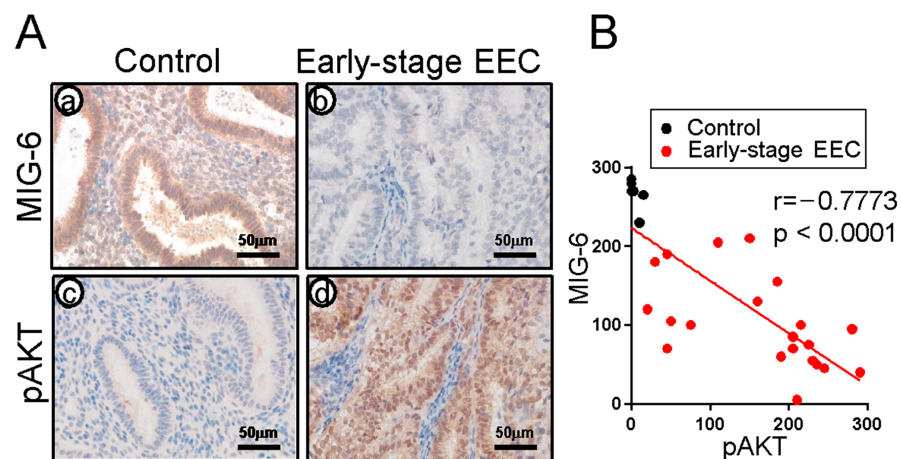 A
B
Control
Early-stage EEC
MIG-6
a
50μm
b
50μm
pAKT
c
50μm
d
50μm
Control
Early-stage EEC
r=−0.7773
p < 0.0001
MIG-6
300
200
100
0
0
100
200
300
pAKT